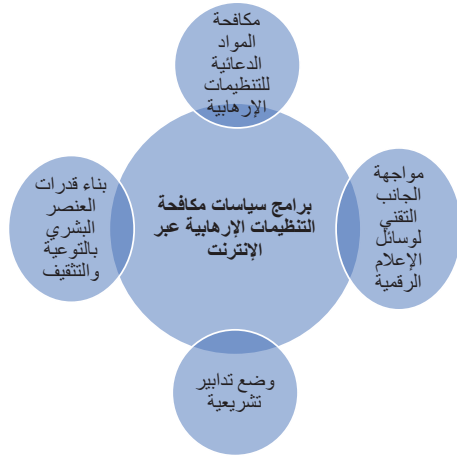 مكافحة
المواد
الدعائية
للتنظيمات
الإرهابية
مواجهة
الجانب
التقني
لوسائل
الإعلام
الرقمية
برامج سياسات مكافحة
التنظيمات الإرهابية عبر
الإنترنت
بناء قدرات
العنصر
البشري
بالتوعية
والتثقيف
وضع تدابير
تشريعية